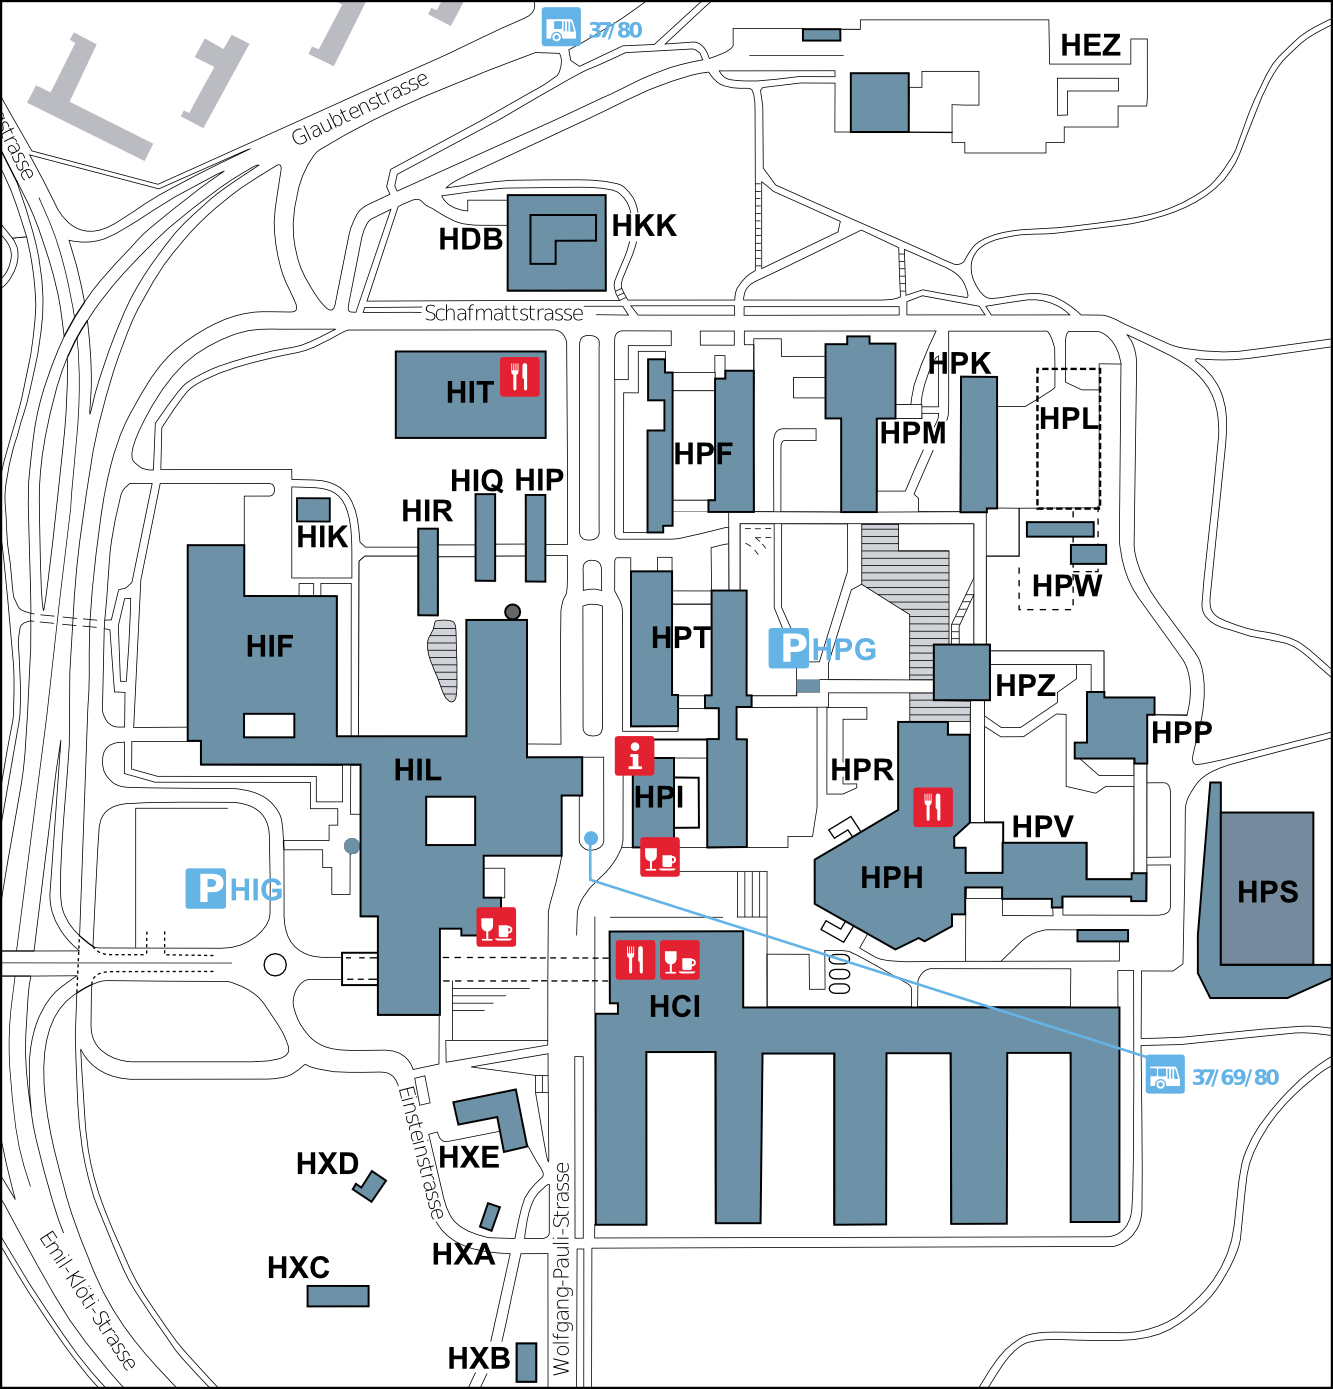 37/80
HEZ
Glaubtenstrasse
strasse
HKK
HDB
Schafmattstrasse
HPK
HIT
HPL
HPM
HPF
HIQ
HIP
HIR
HIK
HPW
HIF
HPT
P HPG
HPZ
HPP
HIL
HPR
i
HPI
HPV
HPH
P HIG
HPS
HCI
37/69/80
Einsteinstrasse
HXE
HXD
Wolfgang-Pauli-Strasse
HXA
HXC
Emil-Klöti-Strasse
HXB